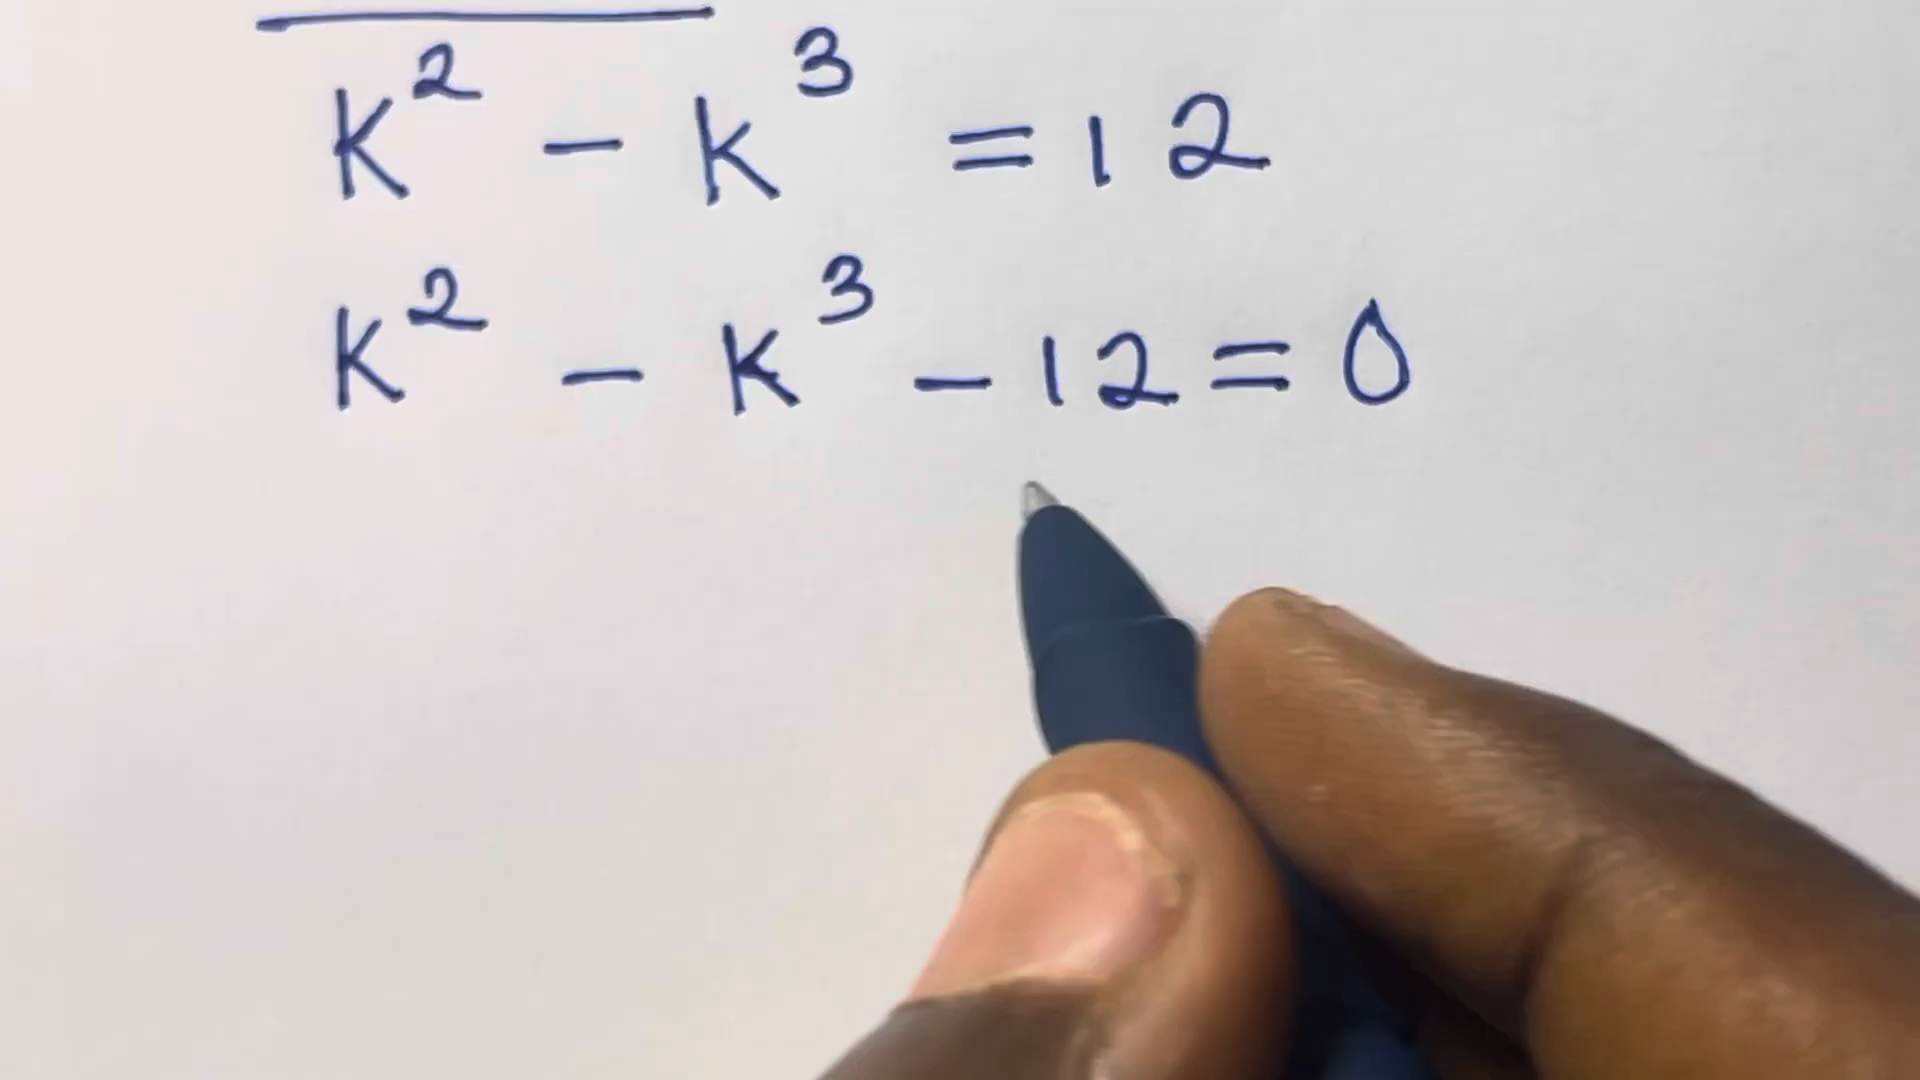 K² - K³ = 12
K² - K³ - 12 = 0